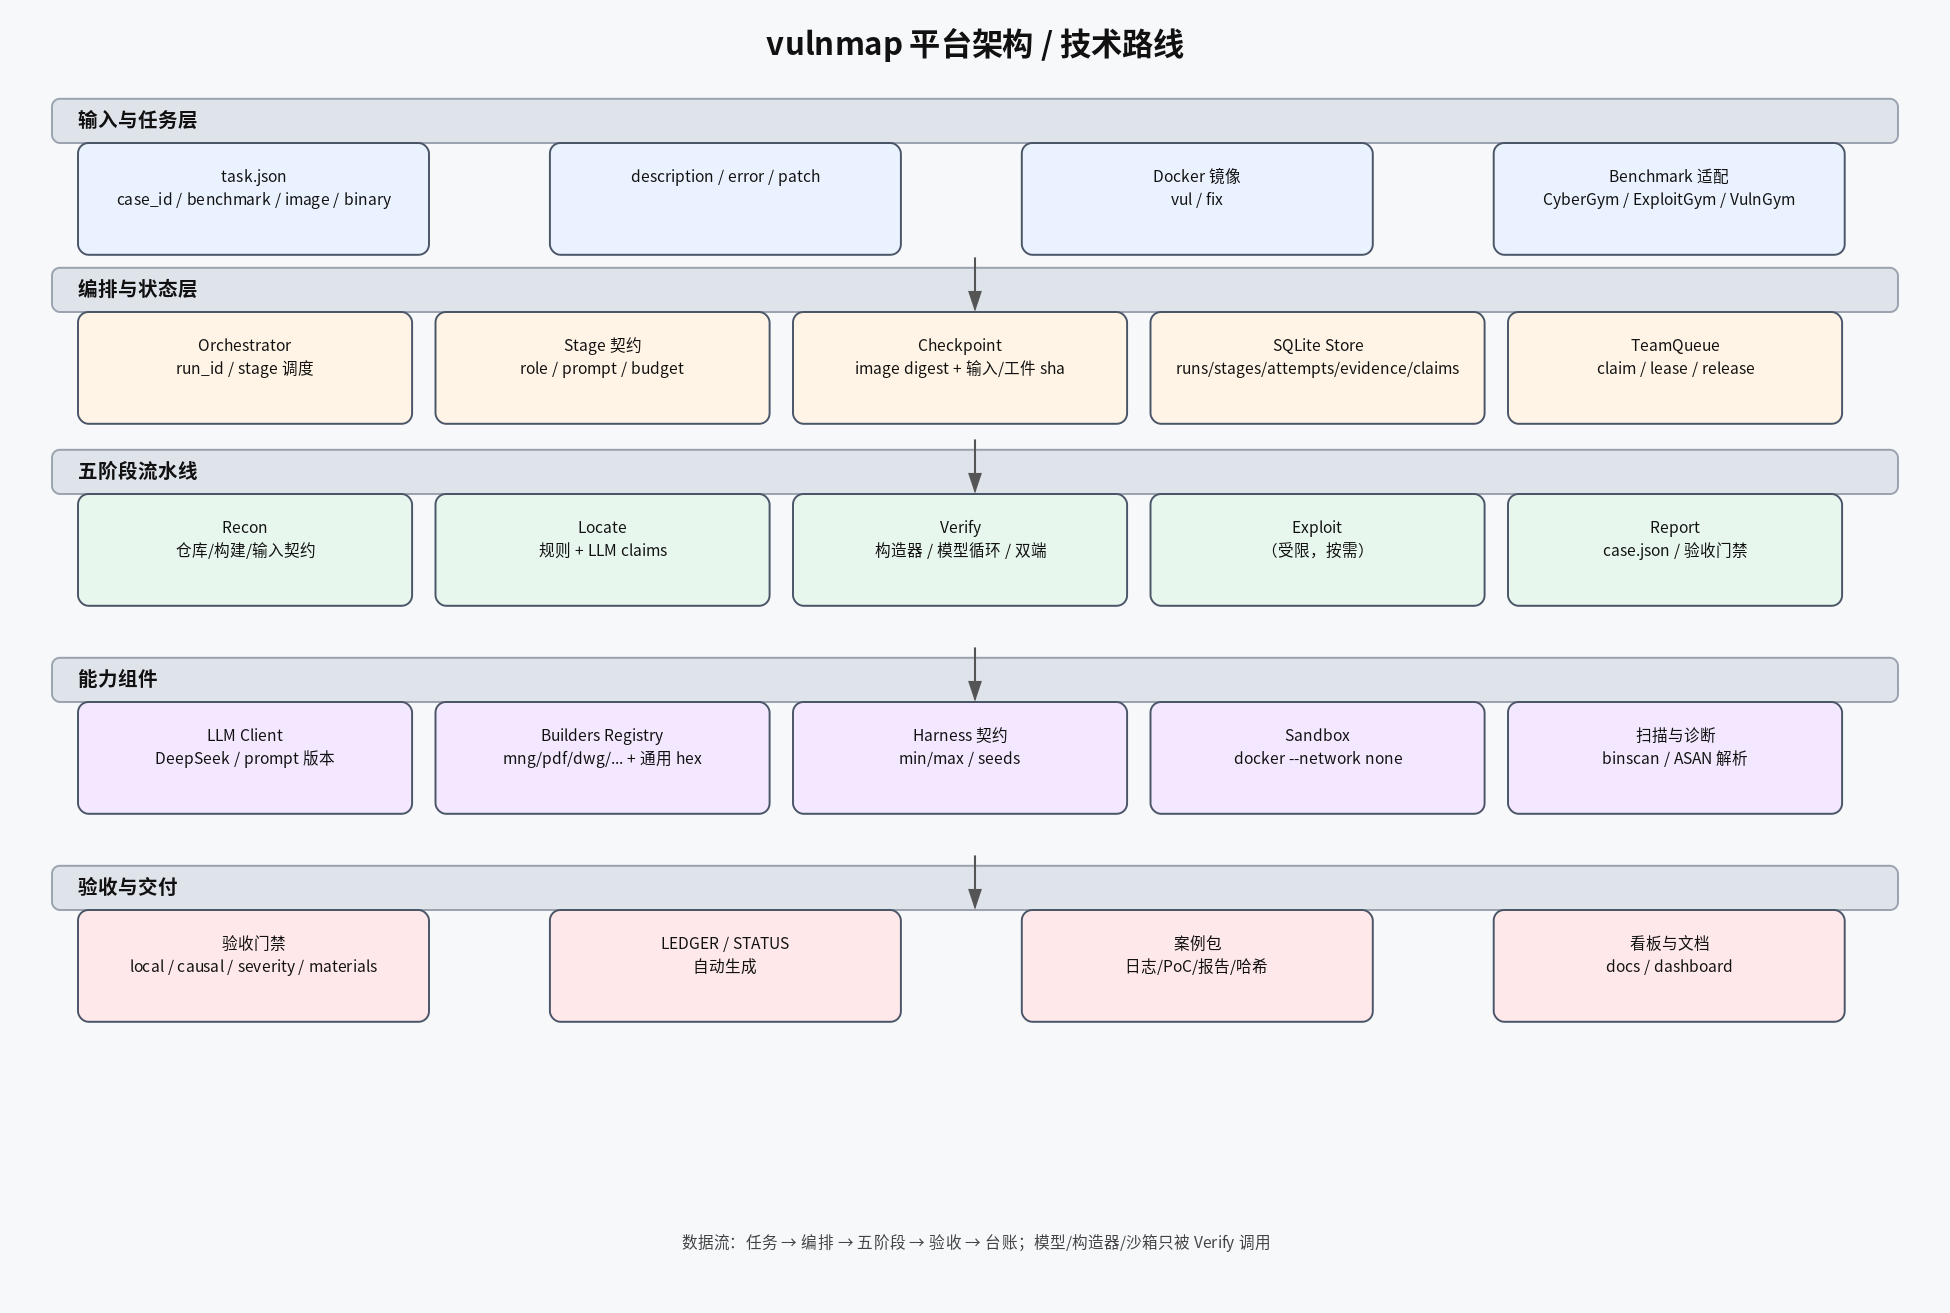 vulnmap 平台架构 / 技术路线
输入与任务层
task.json
case_id / benchmark / image / binary
description / error / patch
Docker 镜像
vul / fix
Benchmark 适配
CyberGym / ExploitGym / VulnGym
编排与状态层
Orchestrator
run_id / stage 调度
Stage 契约
role / prompt / budget
Checkpoint
image digest + 输入/工件 sha
SQLite Store
runs/stages/attempts/evidence/claims
TeamQueue
claim / lease / release
五阶段流水线
Recon
仓库/构建/输入契约
Locate
规则 + LLM claims
Verify
构造器 / 模型循环 / 双端
Exploit
（受限，按需）
Report
case.json / 验收门禁
能力组件
LLM Client
DeepSeek / prompt 版本
Builders Registry
mng/pdf/dwg/... + 通用 hex
Harness 契约
min/max / seeds
Sandbox
docker --network none
扫描与诊断
binscan / ASAN 解析
验收与交付
验收门禁
local / causal / severity / materials
LEDGER / STATUS
自动生成
案例包
日志/PoC/报告/哈希
看板与文档
docs / dashboard
数据流：任务 → 编排 → 五阶段 → 验收 → 台账；模型/构造器/沙箱只被 Verify 调用